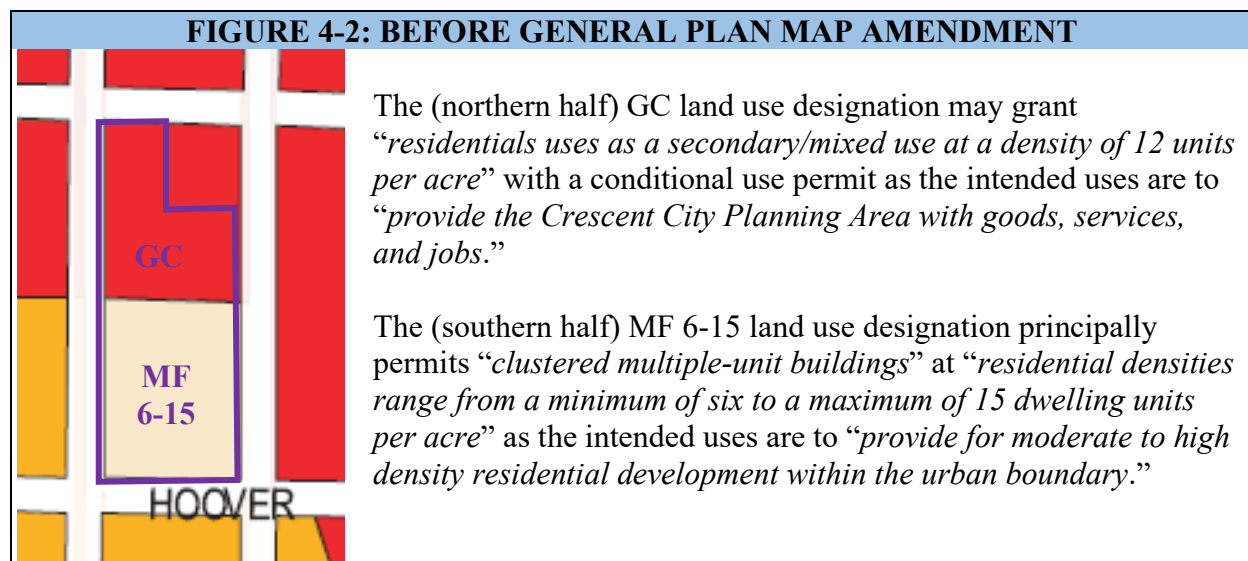 FIGURE 4-2: BEFORE GENERAL PLAN MAP AMENDMENT
GC
MF
6-15
HOOVER
The (northern half) GC land use designation may grant
“residentials uses as a secondary/mixed use at a density of 12 units
per acre” with a conditional use permit as the intended uses are to
“provide the Crescent City Planning Area with goods, services,
and jobs.”
The (southern half) MF 6-15 land use designation principally
permits “clustered multiple-unit buildings” at “residential densities
range from a minimum of six to a maximum of 15 dwelling units
per acre” as the intended uses are to “provide for moderate to high
density residential development within the urban boundary.”